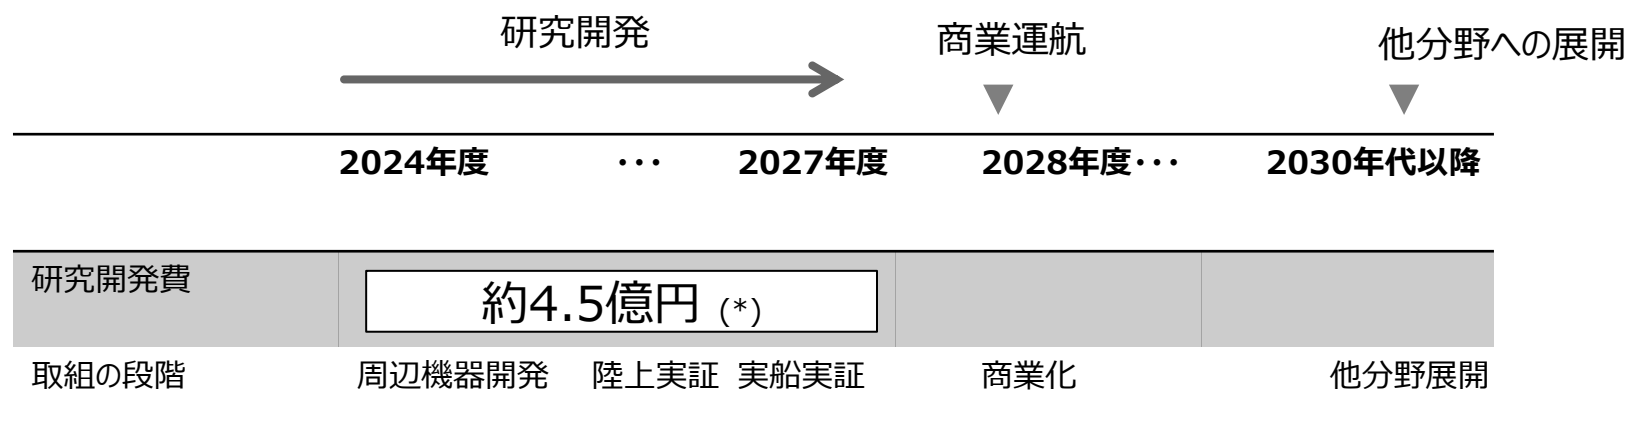 研究開発 商業運航 他分野への展開
2024年度 ··· 2027年度 2028年度··· 2030年代以降
研究開発費 約4.5億円 (*)
取組の段階 周辺機器開発 陸上実証 実船実証 商業化 他分野展開